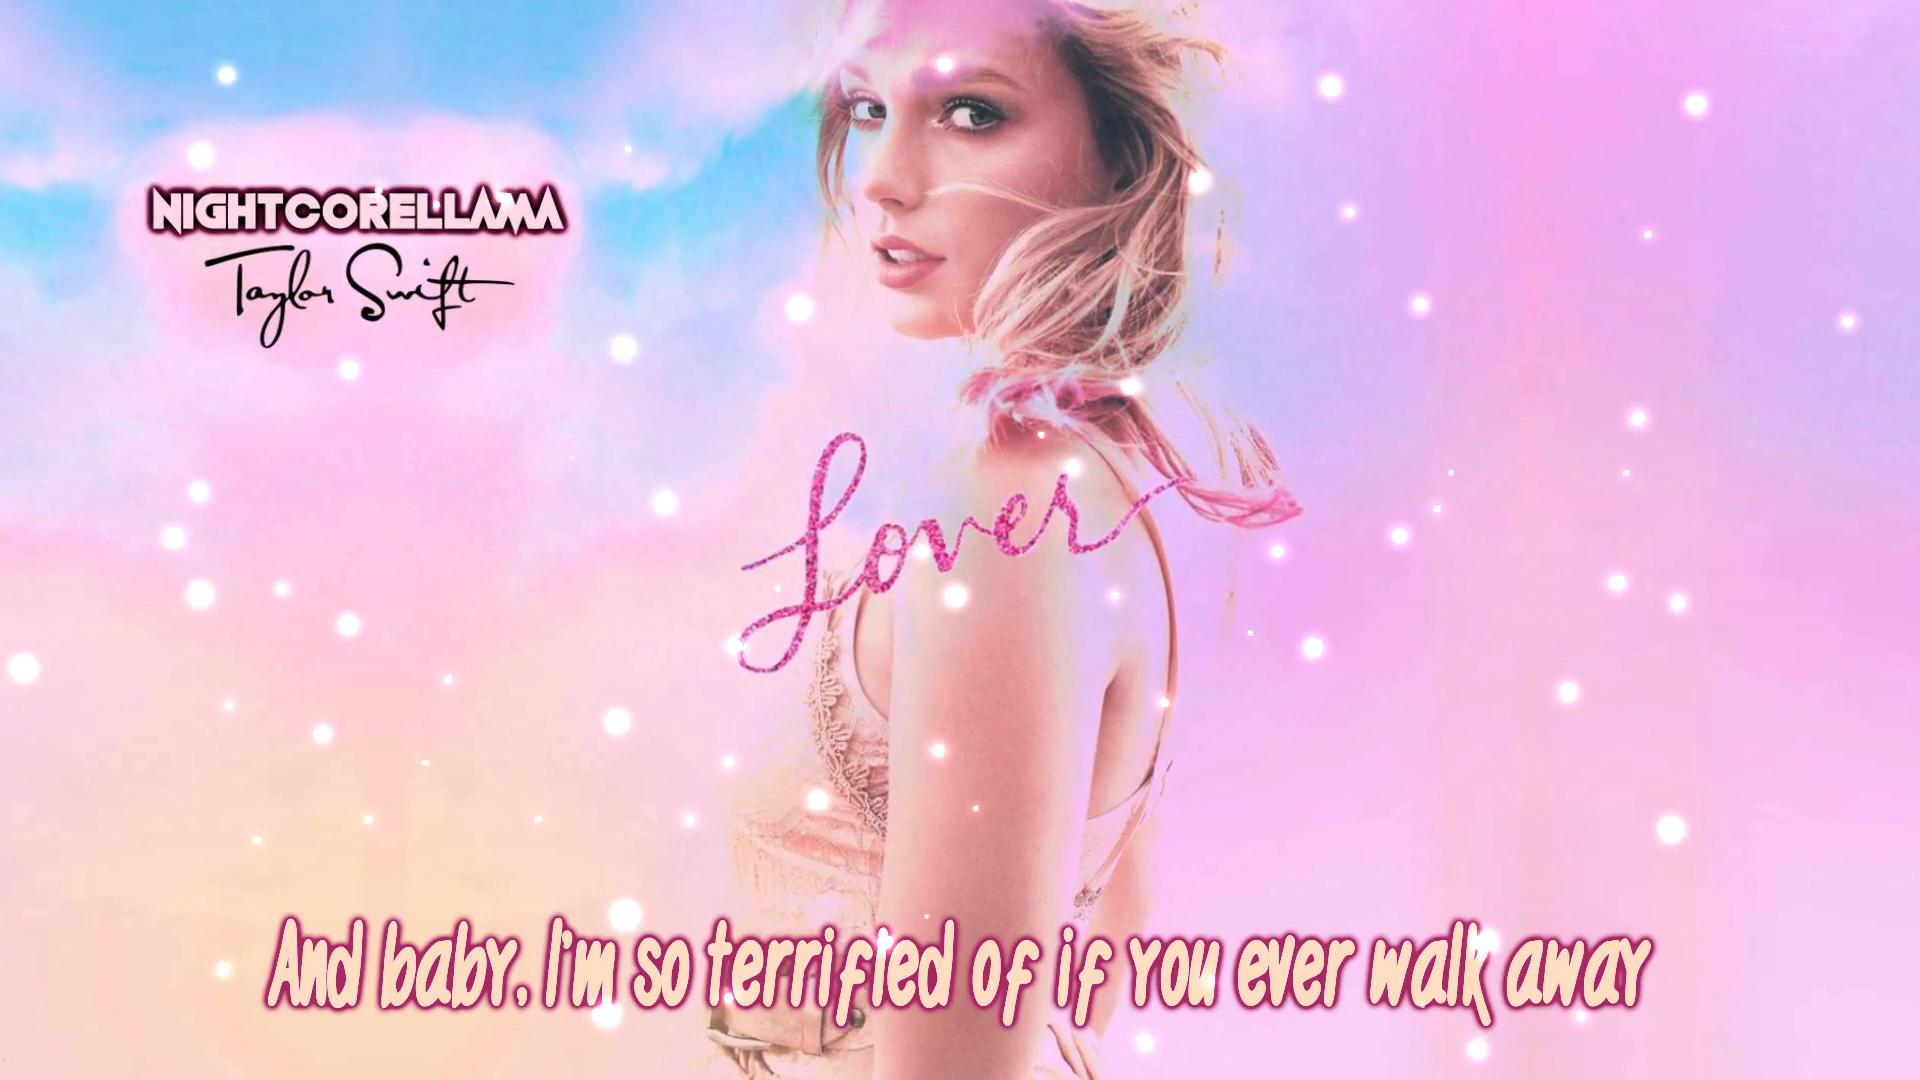 NIGHTCORELLAMA
Taylor Swift
Lover
And baby, I'm so terrified of if you ever walk away